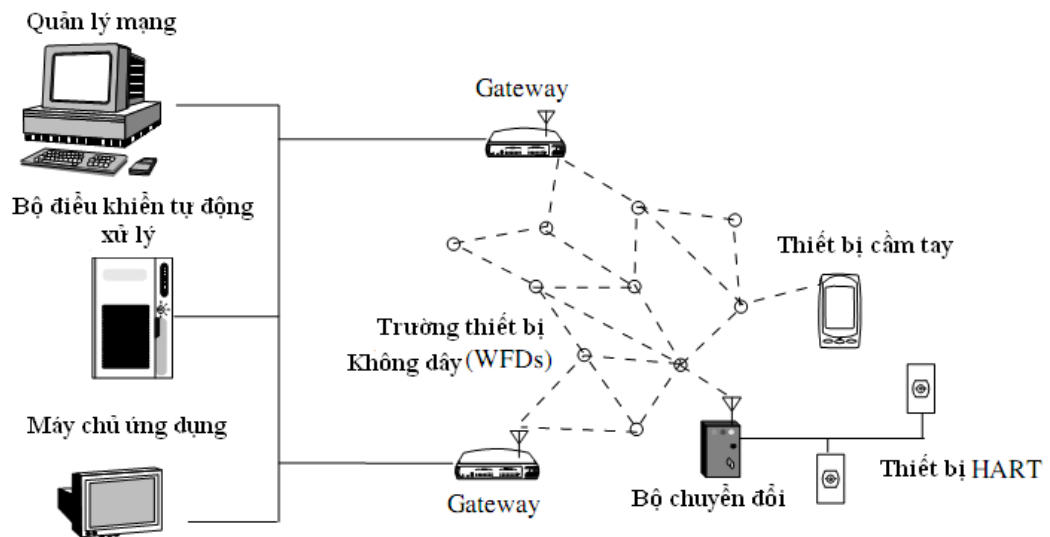 Quản lý mạng
Gateway
Bộ điều khiển tự động
xử lý
Thiết bị cầm tay
Trường thiết bị
Không dây (WFDs)
Máy chủ ứng dụng
Gateway
Bộ chuyển đổi
Thiết bị HART